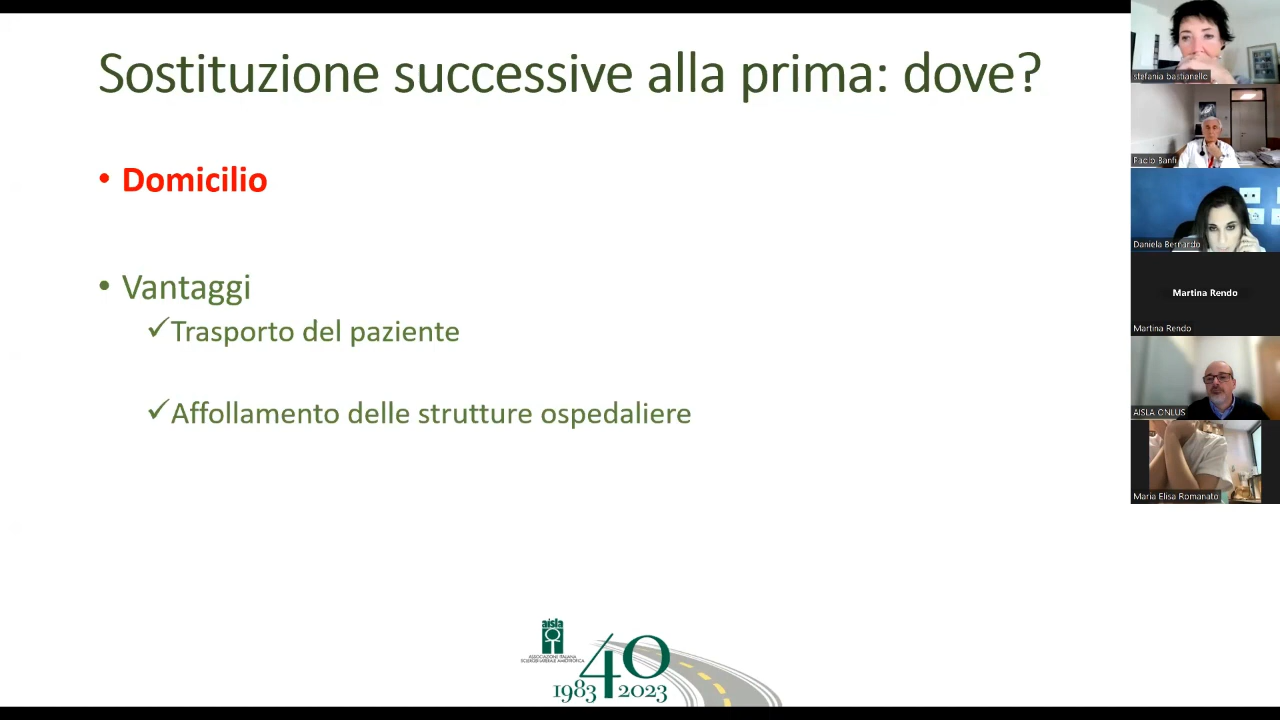 Sostituzione successive alla prima: dove?
• Domicilio
• Vantaggi
✓Trasporto del paziente
✓Affollamento delle strutture ospedaliere
aisla
ASSOCIAZIONE ITALIANA
SCLEROSI LATERALE AMIOTROFICA
40
1983 2023
stefania bastianello
Paolo Banfi
Daniela Bernardo
Martina Rendo
Martina Rendo
AISLA ONLUS
Maria Elisa Romanato